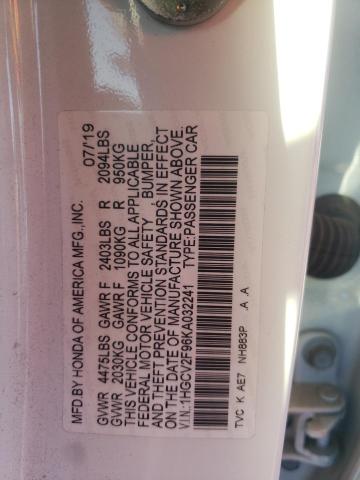 MFD BY HONDA OF AMERICA MFG., INC. 07/19
GVWR 4475LBS GAWR F 2403LBS R 2094LBS
GVWR 2030KG GAWR F 1090KG R 950KG
THIS VEHICLE CONFORMS TO ALL APPLICABLE
FEDERAL MOTOR VEHICLE SAFETY, BUMPER,
AND THEFT PREVENTION STANDARDS IN EFFECT
ON THE DATE OF MANUFACTURE SHOWN ABOVE.
V.I.N:1HGCV2F96KA032241 TYPE:PASSENGER CAR
TVC K AE7 NH883P .A .A